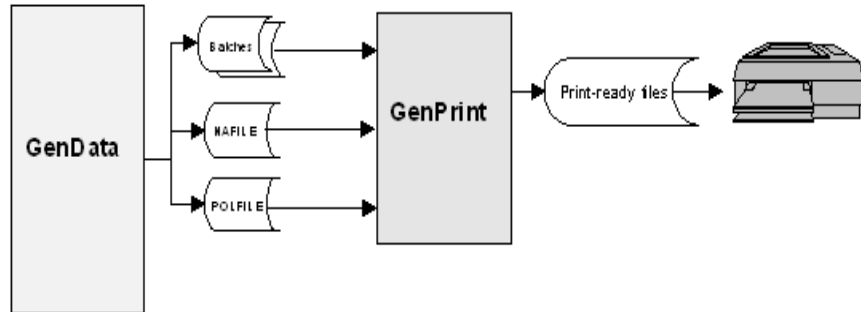 GenData
Batches
NAFILE
POLFILE
GenPrint
Print-ready files